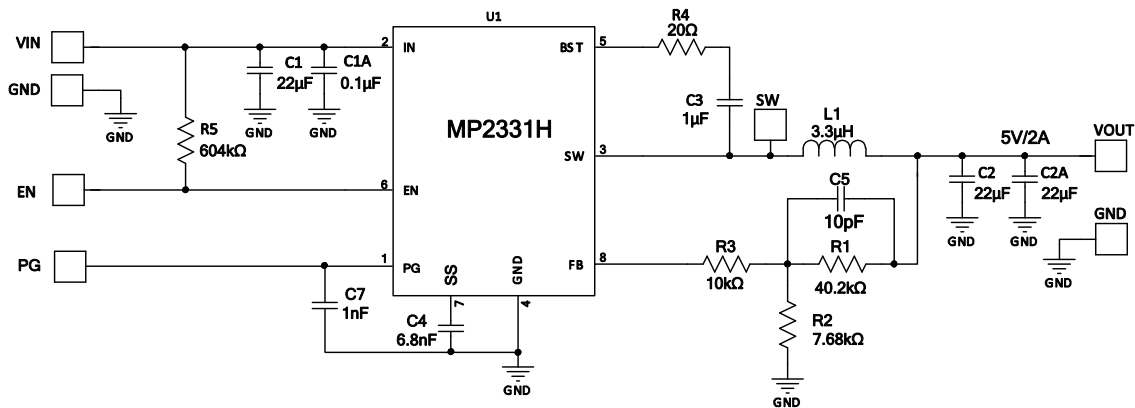 U1
VIN
2
IN
BST
5
R4
20Ω
GND
GND
C1
22µF
GND
C1A
0.1µF
GND
R5
604kΩ
MP2331H
C3
1µF
SW
L1
3.3µH
5V/2A
VOUT
SW
3
EN
6
EN
C5
10pF
C2
22µF
GND
C2A
22µF
GND
GND
GND
PG
1
PG
SS
GND
FB
8
R3
10kΩ
R1
40.2kΩ
C7
1nF
7
4
C4
6.8nF
R2
7.68kΩ
GND
GND